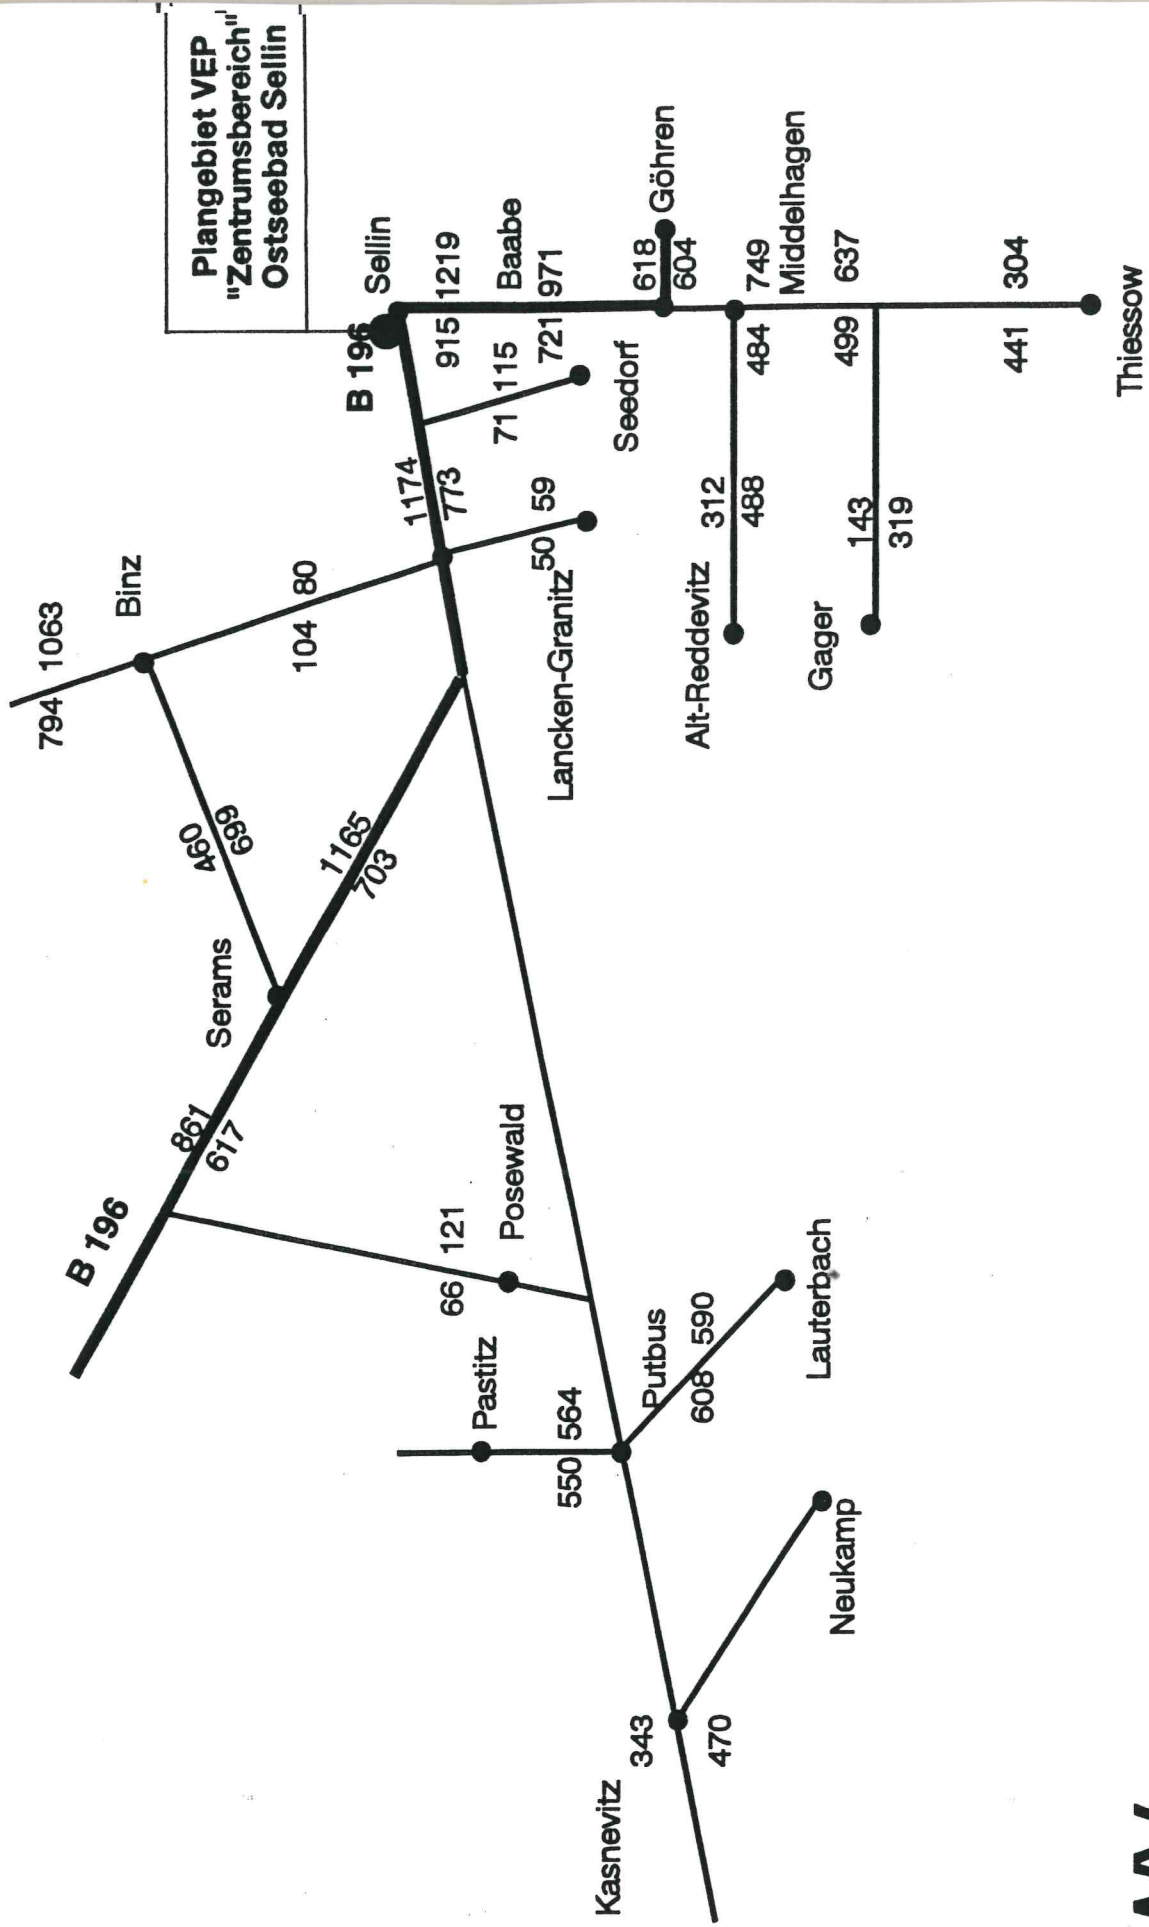 Plangebiet VEP
"Zentrumsbereich"
Ostseebad Sellin
794 1063
B 196
Binz
861
617
Serams
460
699
104 80
1165
703
B 196
Sellin
1174
773
915 1219
66 121
Pastitz
Posewald
71 115
Baabe
50 59
721 971
550 564
Lancken-Granitz
Kasnevitz
Seedorf
343
470
Putbus
618
604
Göhren
608 590
Alt-Reddevitz
312
488
484 749
Middelhagen
Lauterbach
Gager
Neukamp
143
319
499 637
441 304
Thiessow